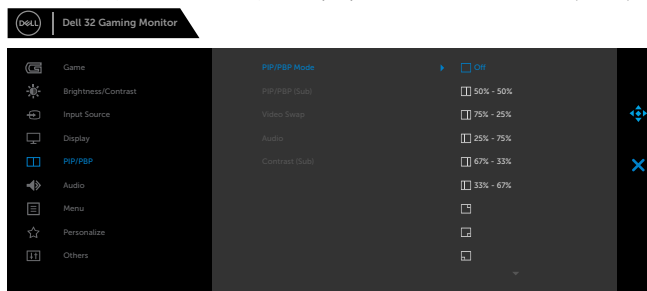 DELL
Dell 32 Gaming Monitor
Game
PIP/PBP Mode
Off
Brightness/Contrast
PIP/PBP (Sub)
50% - 50%
Input Source
Video Swap
75% - 25%
Display
Audio
25% - 75%
PIP/PBP
Contrast (Sub)
67% - 33%
Audio
33% - 67%
Menu
Personalize
Others